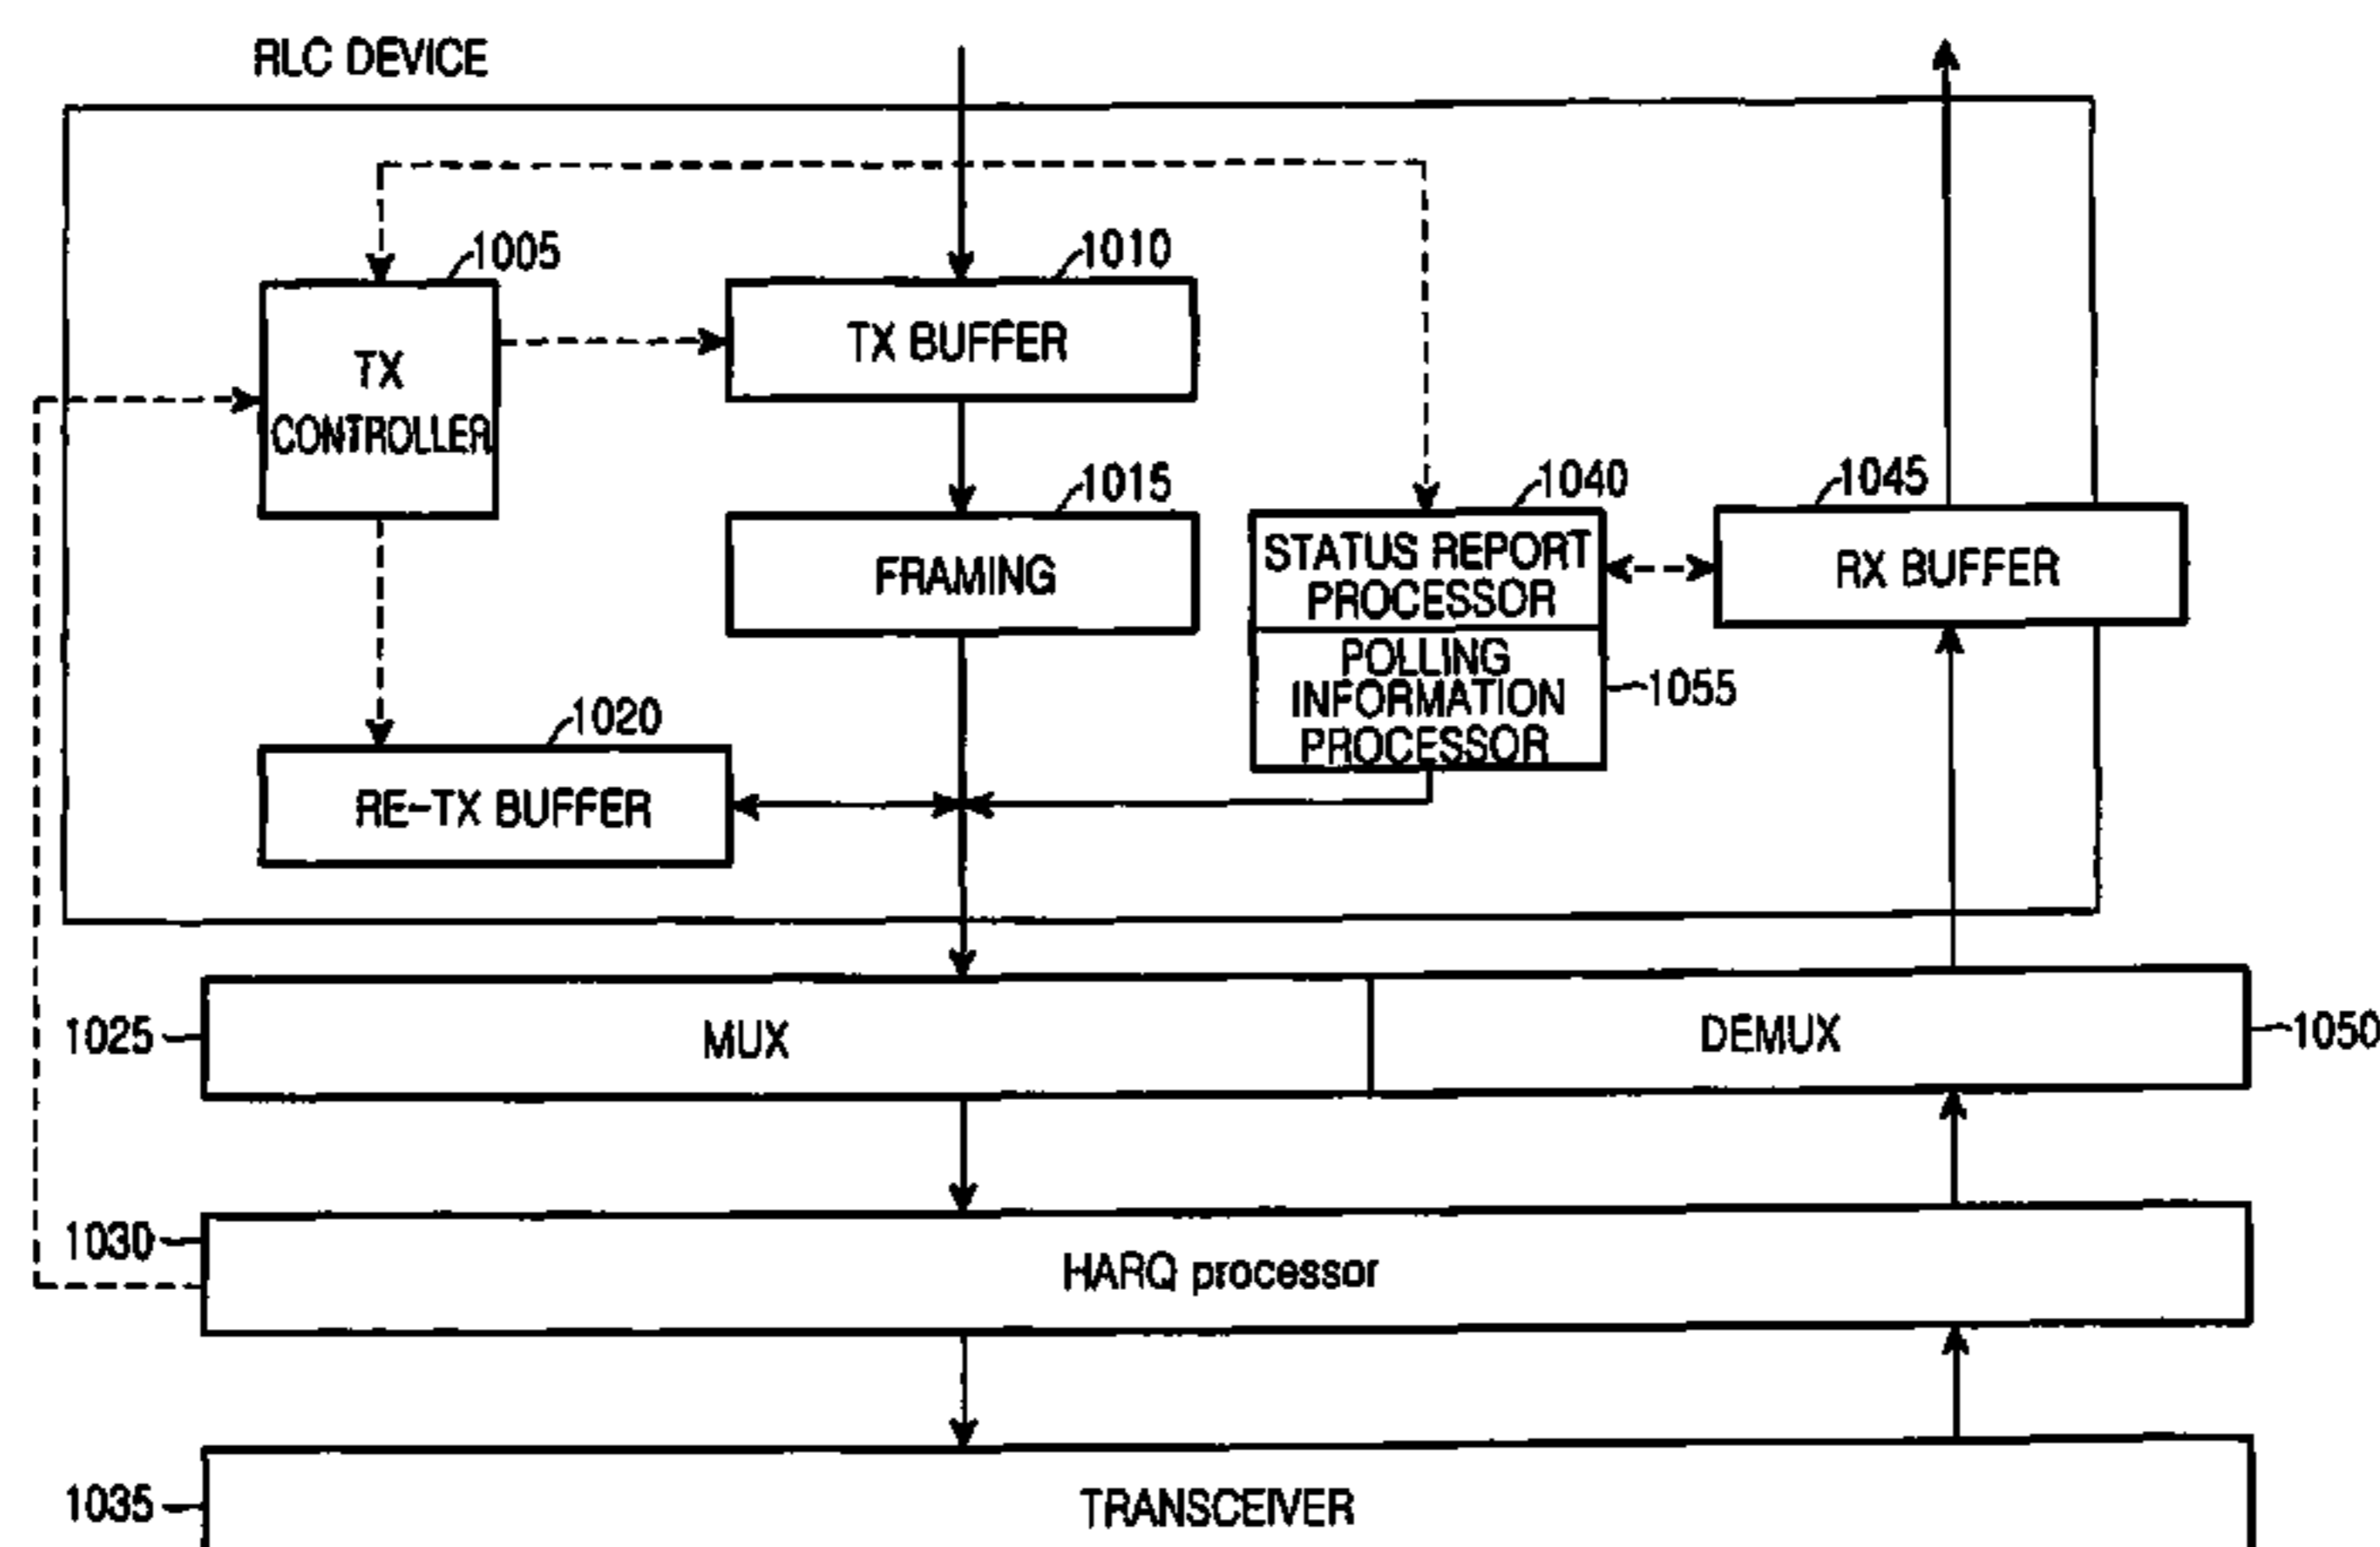 RLC DEVICE
1005
1010
TX
CONTROLLER
TX BUFFER
1015
FRAMING
1040
STATUS REPORT
PROCESSOR
POLLING
INFORMATION
PROCESSOR
1055
1045
RX BUFFER
1020
RE-TX BUFFER
1025
MUX
DEMUX
1050
1030
HARQ processor
1035
TRANSCEIVER